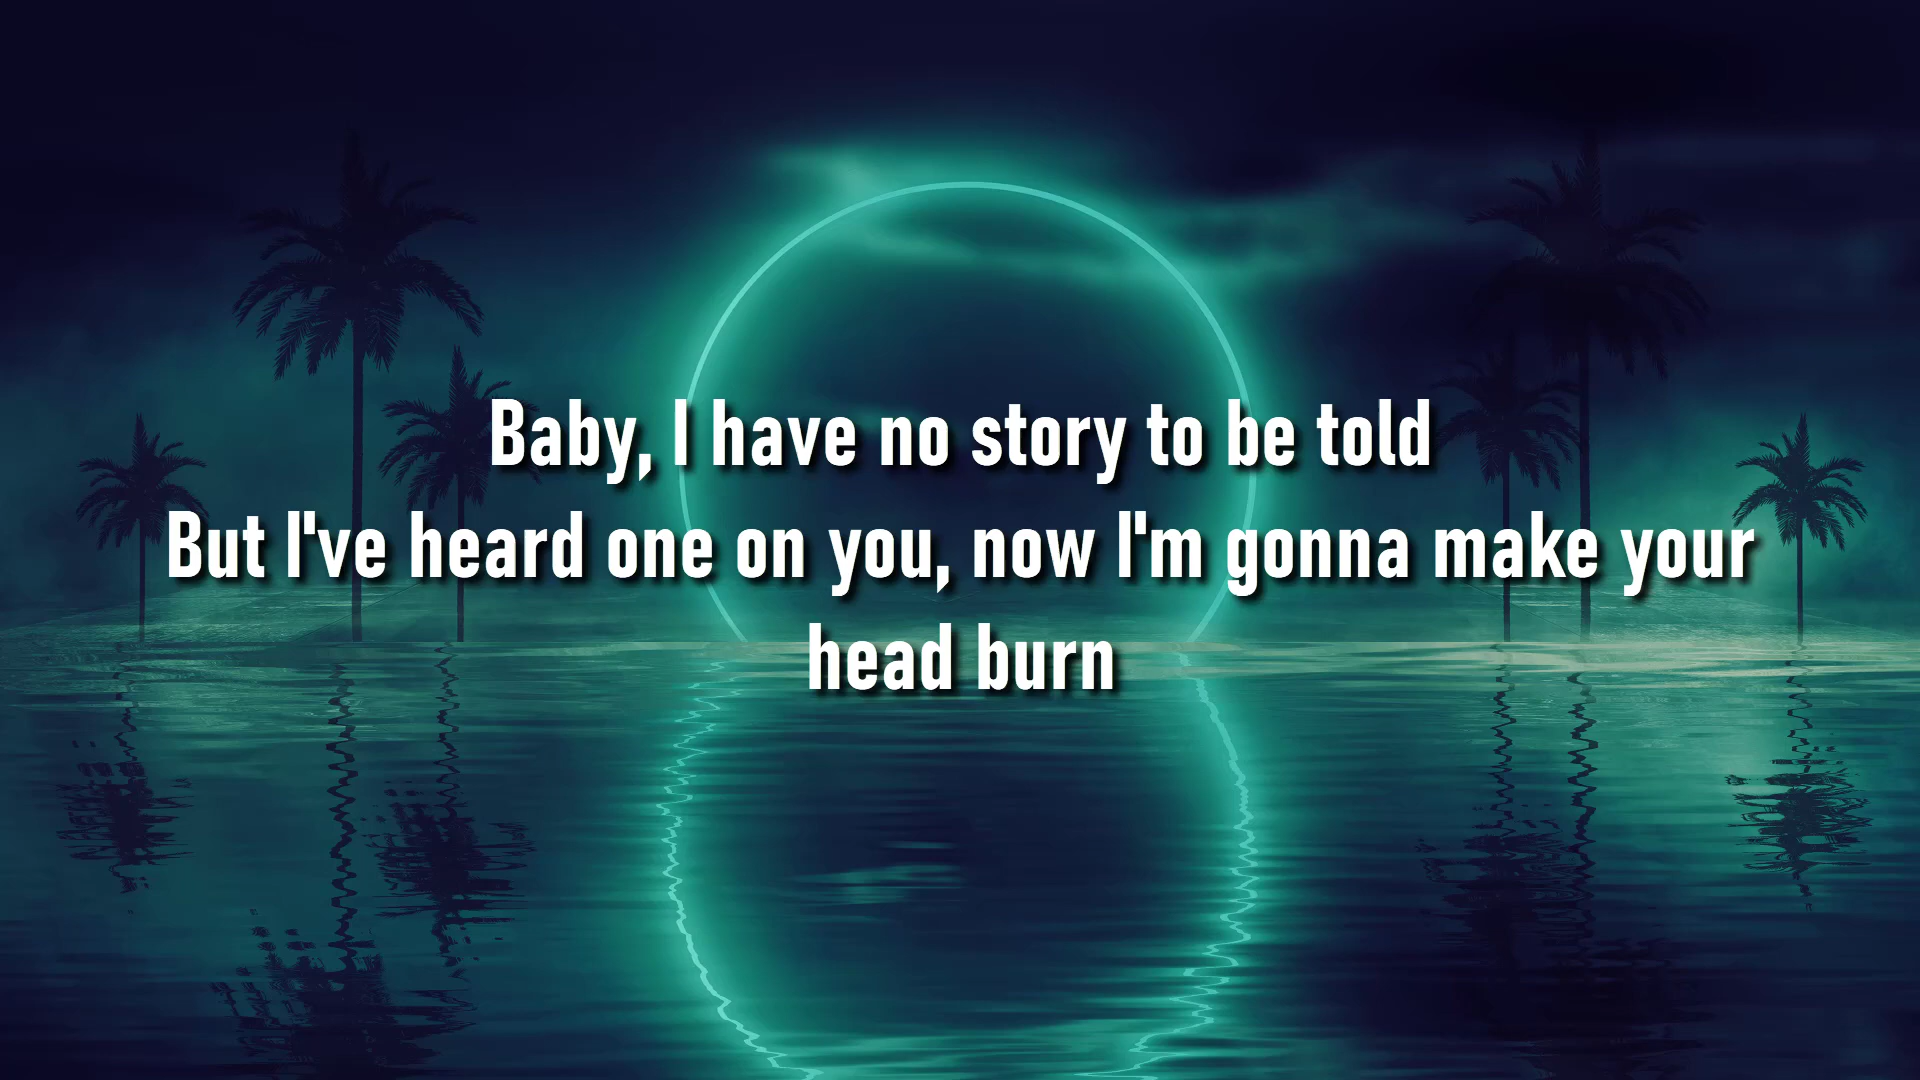 Baby, I have no story to be told
But I've heard one on you, now I'm gonna make your
head burn